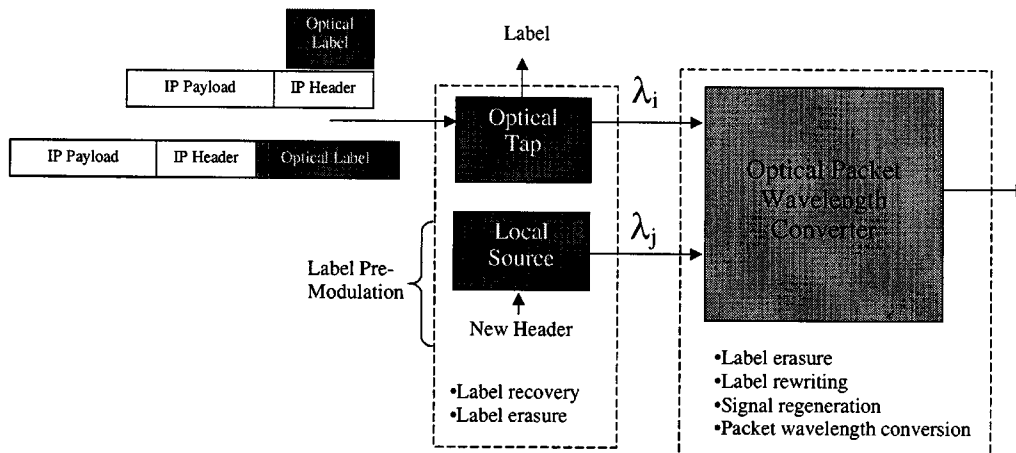 Optical
Label
IP Payload
IP Header
IP Payload
IP Header
Optical Label
Label
Optical
Tap
λi
Local
Source
λj
Label Pre-
Modulation
New Header
•Label recovery
•Label erasure
Optical Packet
Wavelength
Converter
•Label erasure
•Label rewriting
•Signal regeneration
•Packet wavelength conversion